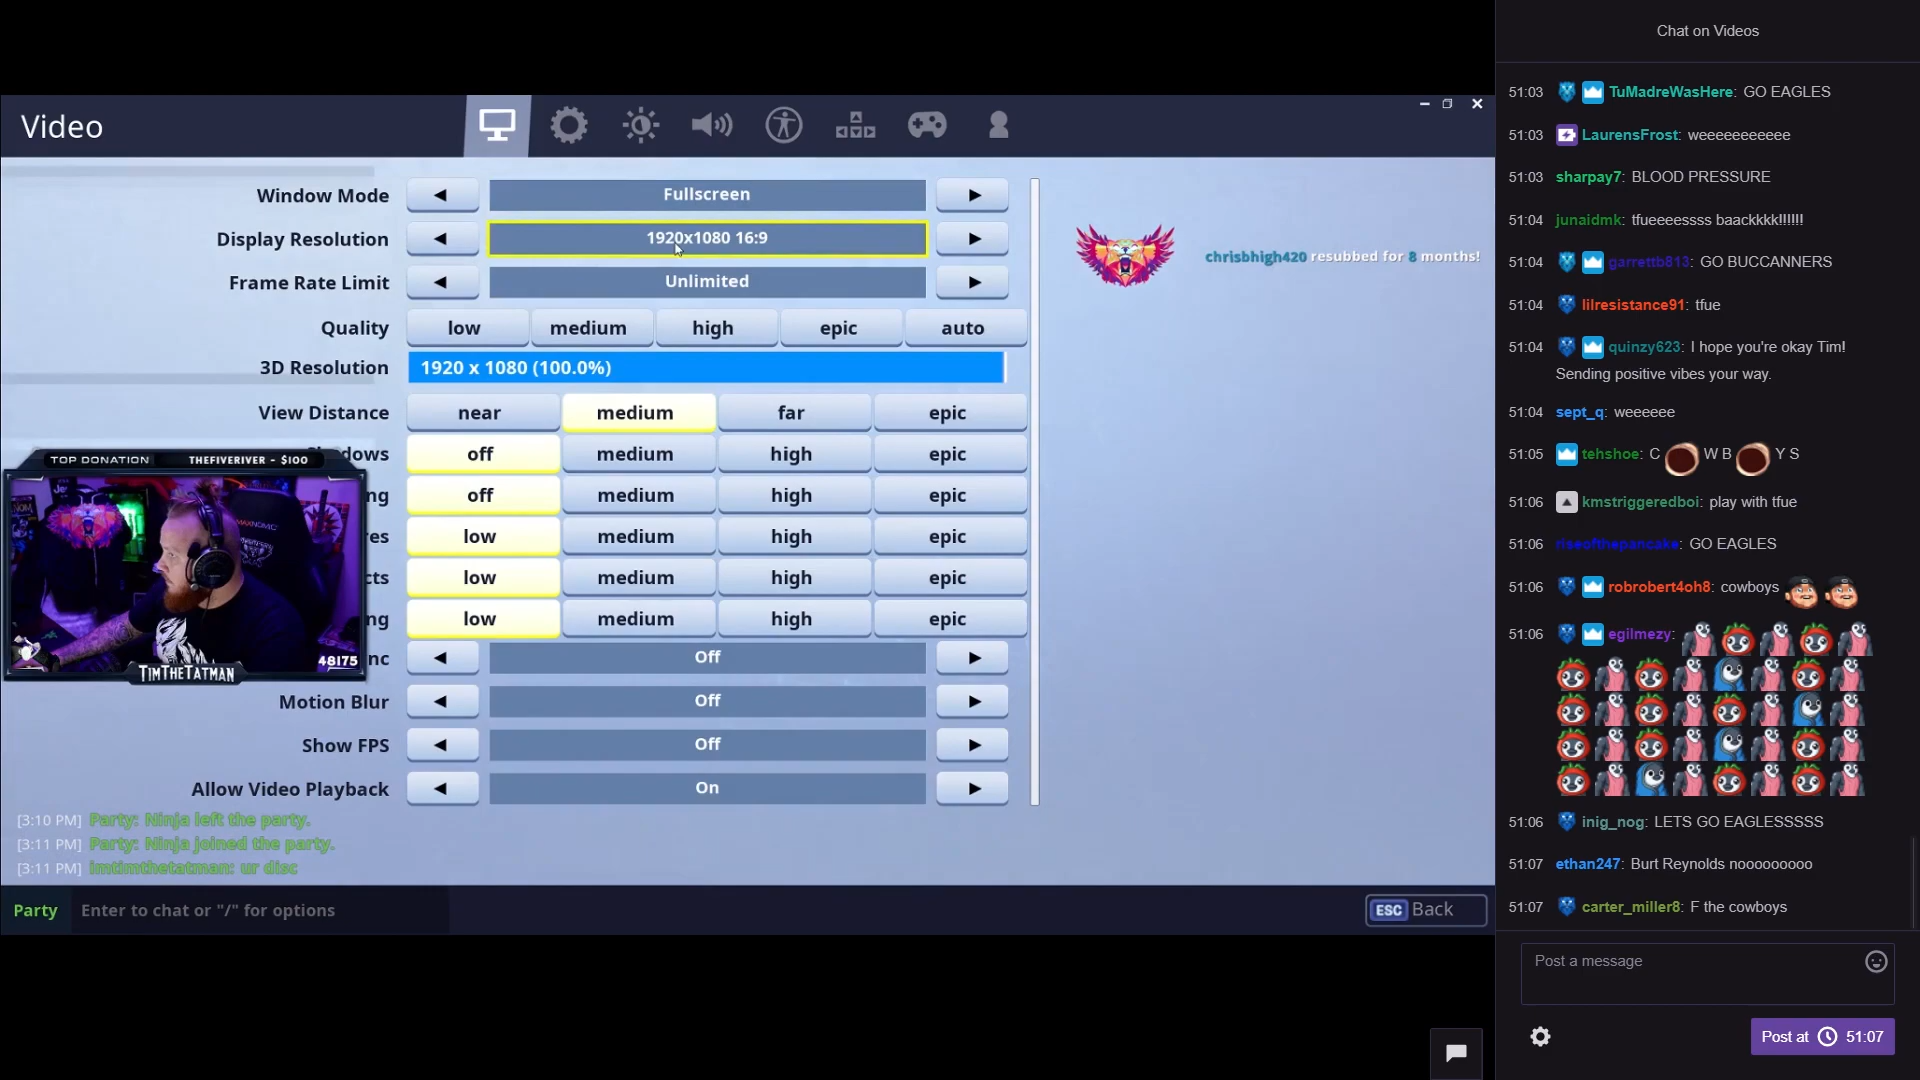 Video
Window Mode
Fullscreen
Display Resolution
1920x1080 16:9
Frame Rate Limit
Unlimited
Quality
low medium high epic auto
3D Resolution
1920 x 1080 (100.0%)
View Distance
near medium far epic
dows
off medium high epic
ng
off medium high epic
res
low medium high epic
cts
low medium high epic
ng
low medium high epic
nc
Off
Motion Blur
Off
Show FPS
Off
Allow Video Playback
On
TOP DONATION THEFIVERIVER - $100
48175
TIMTHETATMAN
chrisbhigh420 resubbed for 8 months!
[3:10 PM] Party: Ninja left the party.
[3:11 PM] Party: Ninja joined the party.
[3:11 PM] imtimthetatman: ur disc
Party Enter to chat or "/" for options
ESC Back
Chat on Videos
51:03 TuMadreWasHere: GO EAGLES
51:03 LaurensFrost: weeeeeeeeeee
51:03 sharpay7: BLOOD PRESSURE
51:04 junaidmk: tfueeeessss baackkkk!!!!!!
51:04 garrettb813: GO BUCCANNERS
51:04 lilresistance91: tfue
51:04 quinzy623: I hope you're okay Tim!
Sending positive vibes your way.
51:04 sept_q: weeeeee
51:05 tehshoe: C W B Y S
51:06 kmstriggeredboi: play with tfue
51:06 riseofthepancake: GO EAGLES
51:06 robrobert4oh8: cowboys
51:06 egilmezy:
51:06 inig_nog: LETS GO EAGLESSSSS
51:07 ethan247: Burt Reynolds nooooooooo
51:07 carter_miller8: F the cowboys
Post a message
Post at 51:07